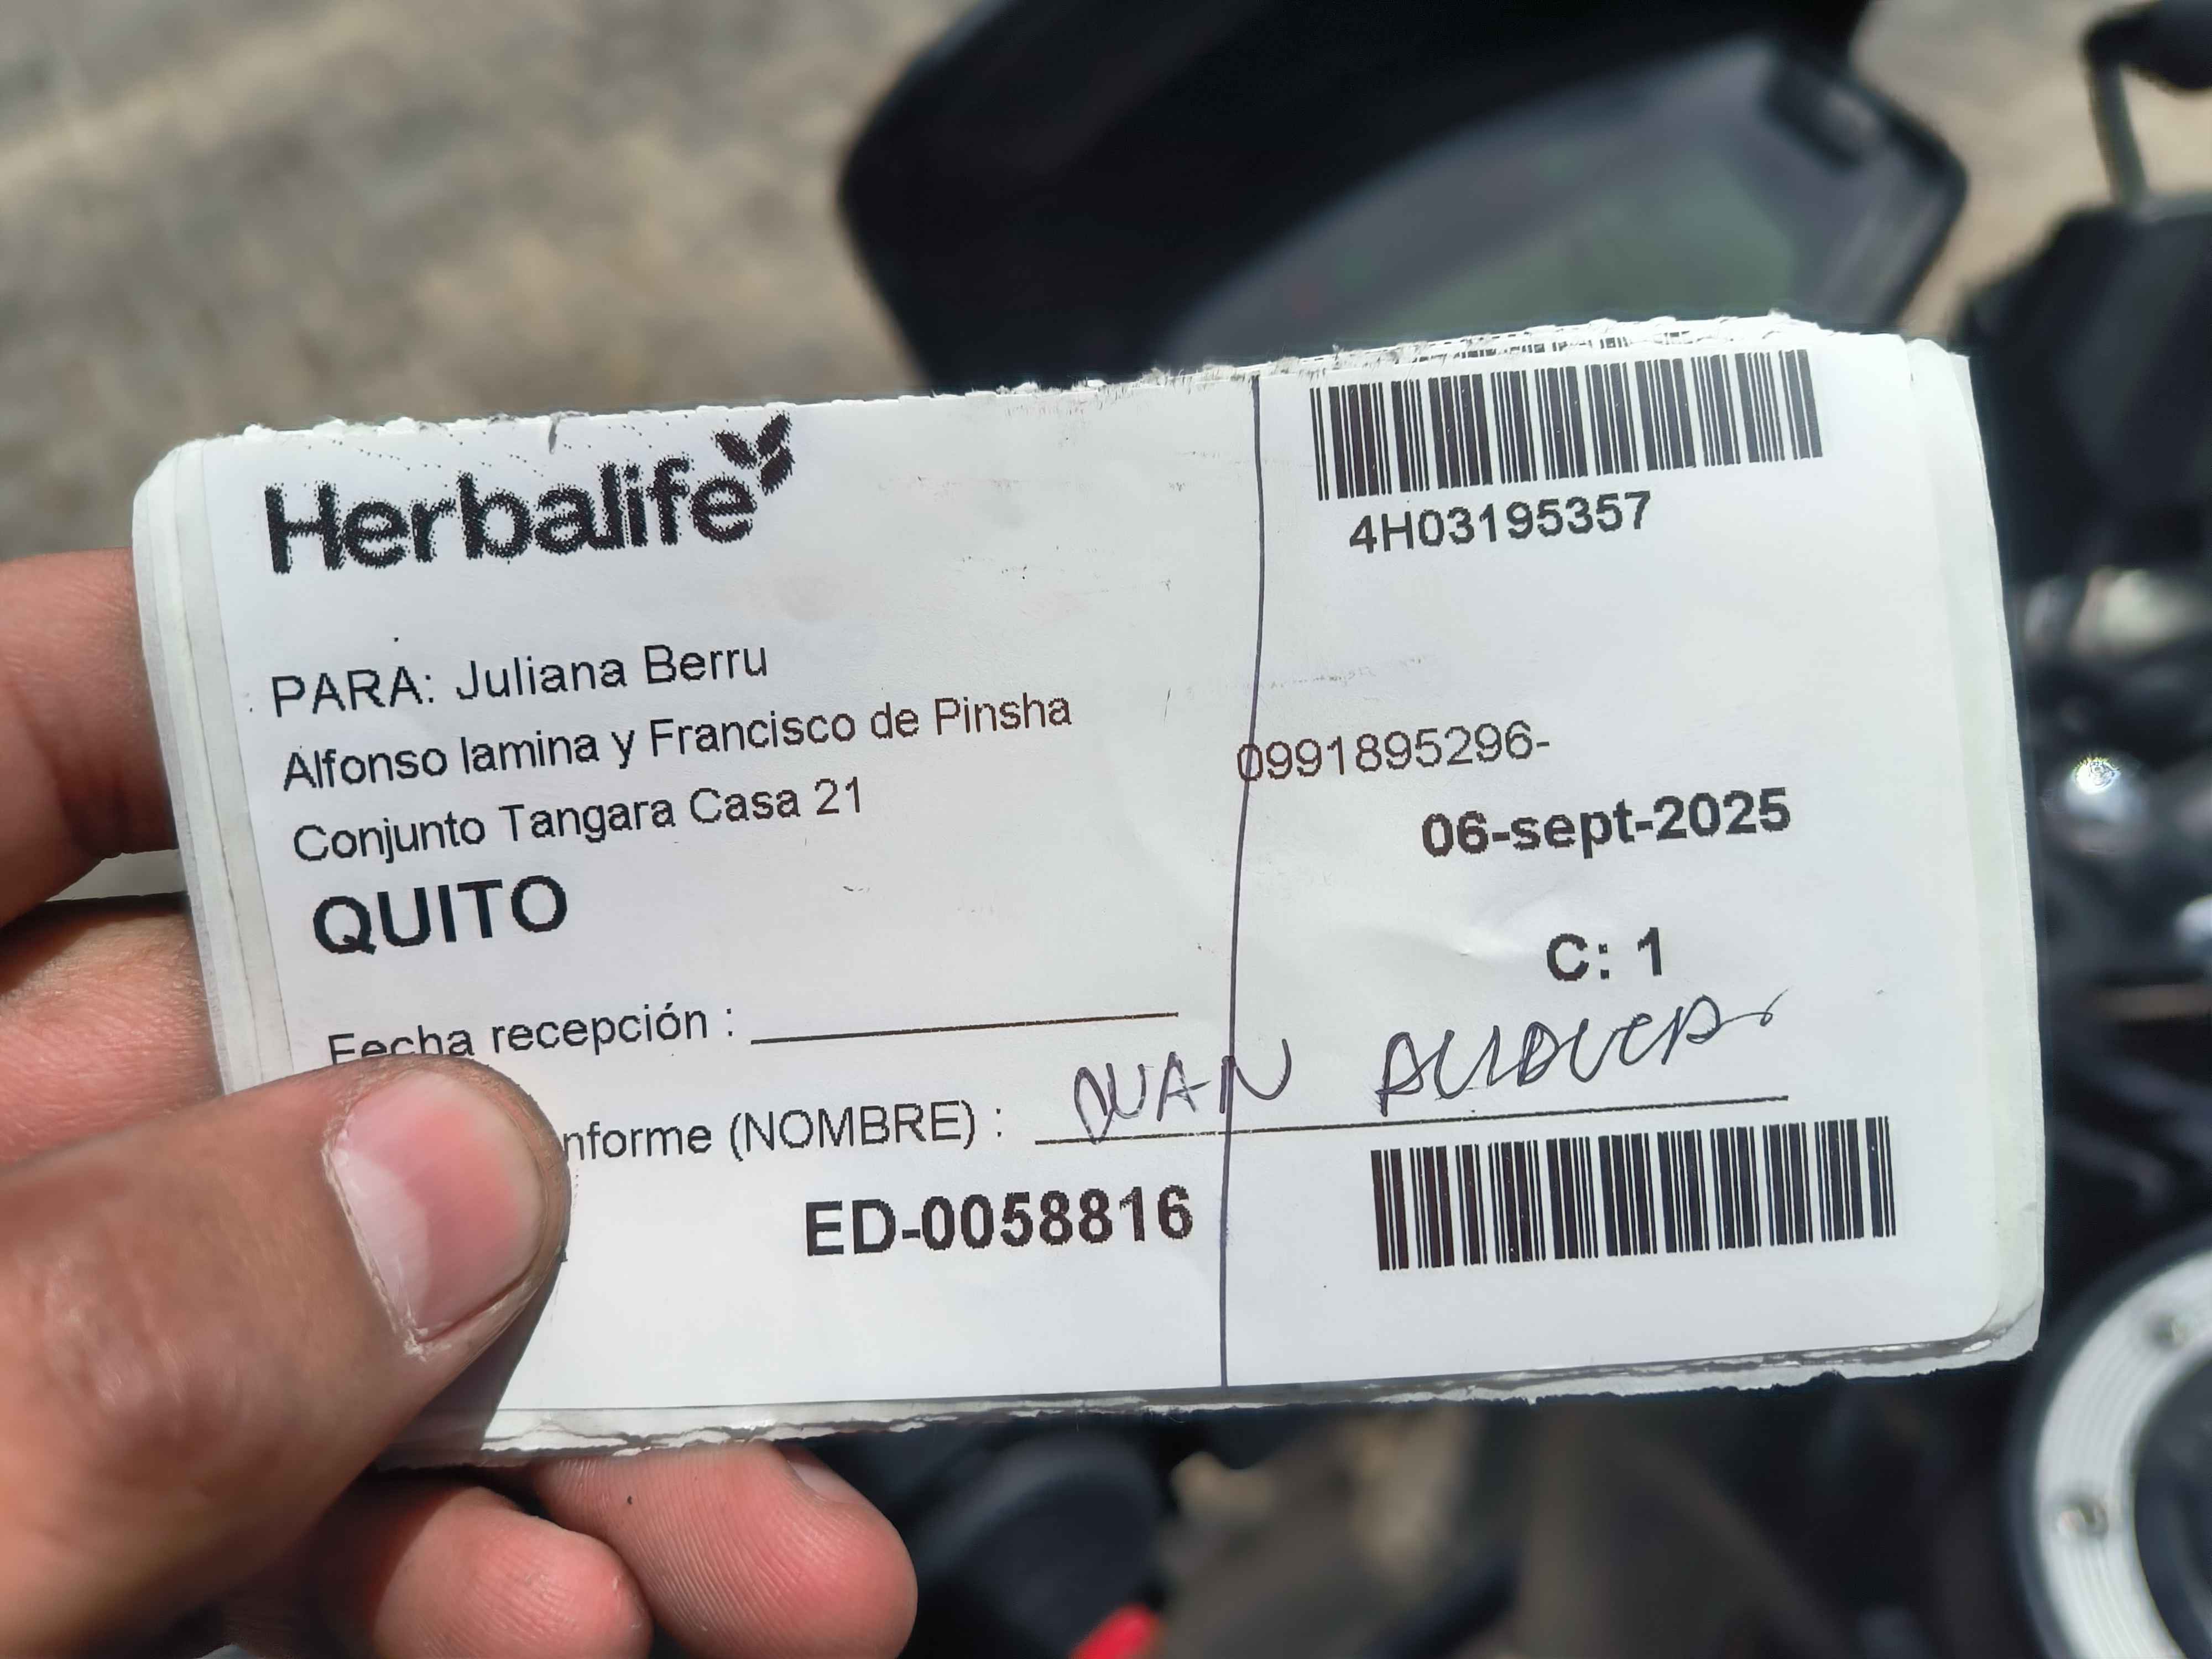 Herbalife
4H03195357
PARA: Juliana Berru
Alfonso lamina y Francisco de Pinsha
0991895296-
Conjunto Tangara Casa 21
06-sept-2025
QUITO
C: 1
Fecha recepción :
nforme (NOMBRE) : JUAN
ED-0058816